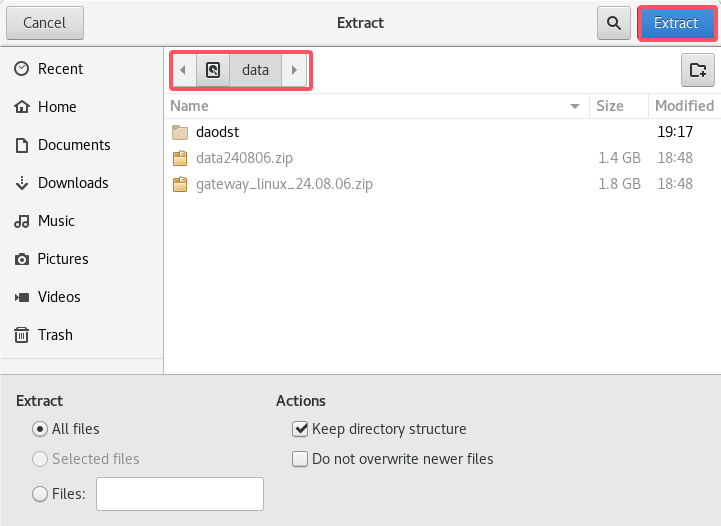 Cancel Extract Extract
Recent
Home
Documents
Downloads
Music
Pictures
Videos
Trash
data
Name Size Modified
daodst 19:17
data240806.zip 1.4 GB 18:48
gateway_linux_24.08.06.zip 1.8 GB 18:48
Extract
All files
Selected files
Files:
Actions
Keep directory structure
Do not overwrite newer files